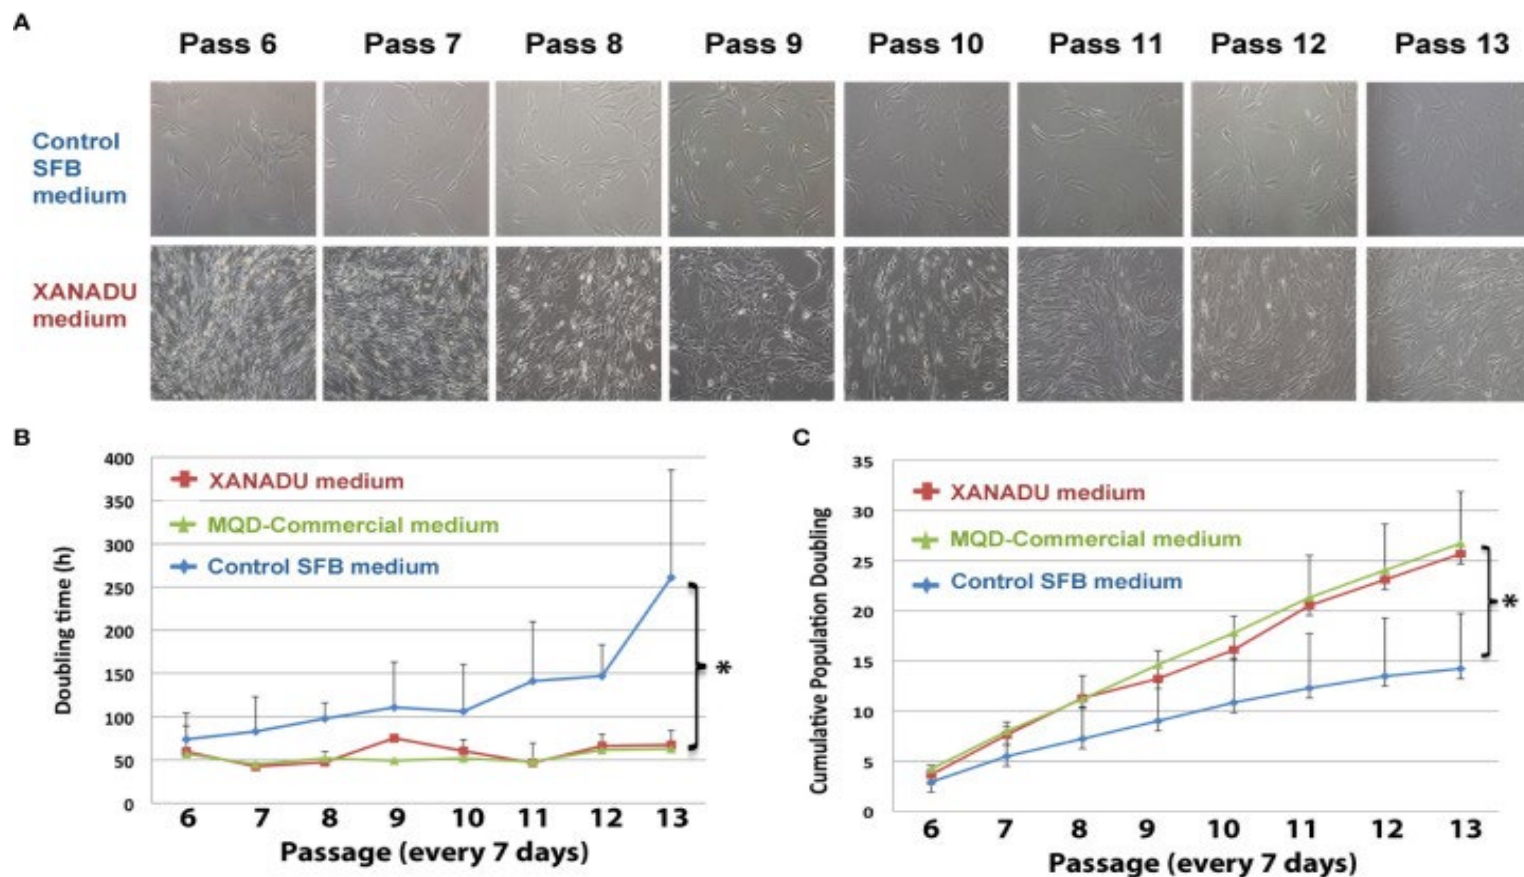 A
Pass 6 Pass 7 Pass 8 Pass 9 Pass 10 Pass 11 Pass 12 Pass 13
Control
SFB
medium
XANADU
medium
B
400
350
300
250
200
150
100
50
0
Doubling time (h)
XANADU medium
MQD-Commercial medium
Control SFB medium
*
6 7 8 9 10 11 12 13
Passage (every 7 days)
C
35
30
25
20
15
10
5
0
Cumulative Population Doubling
XANADU medium
MQD-Commercial medium
Control SFB medium
*
6 7 8 9 10 11 12 13
Passage (every 7 days)